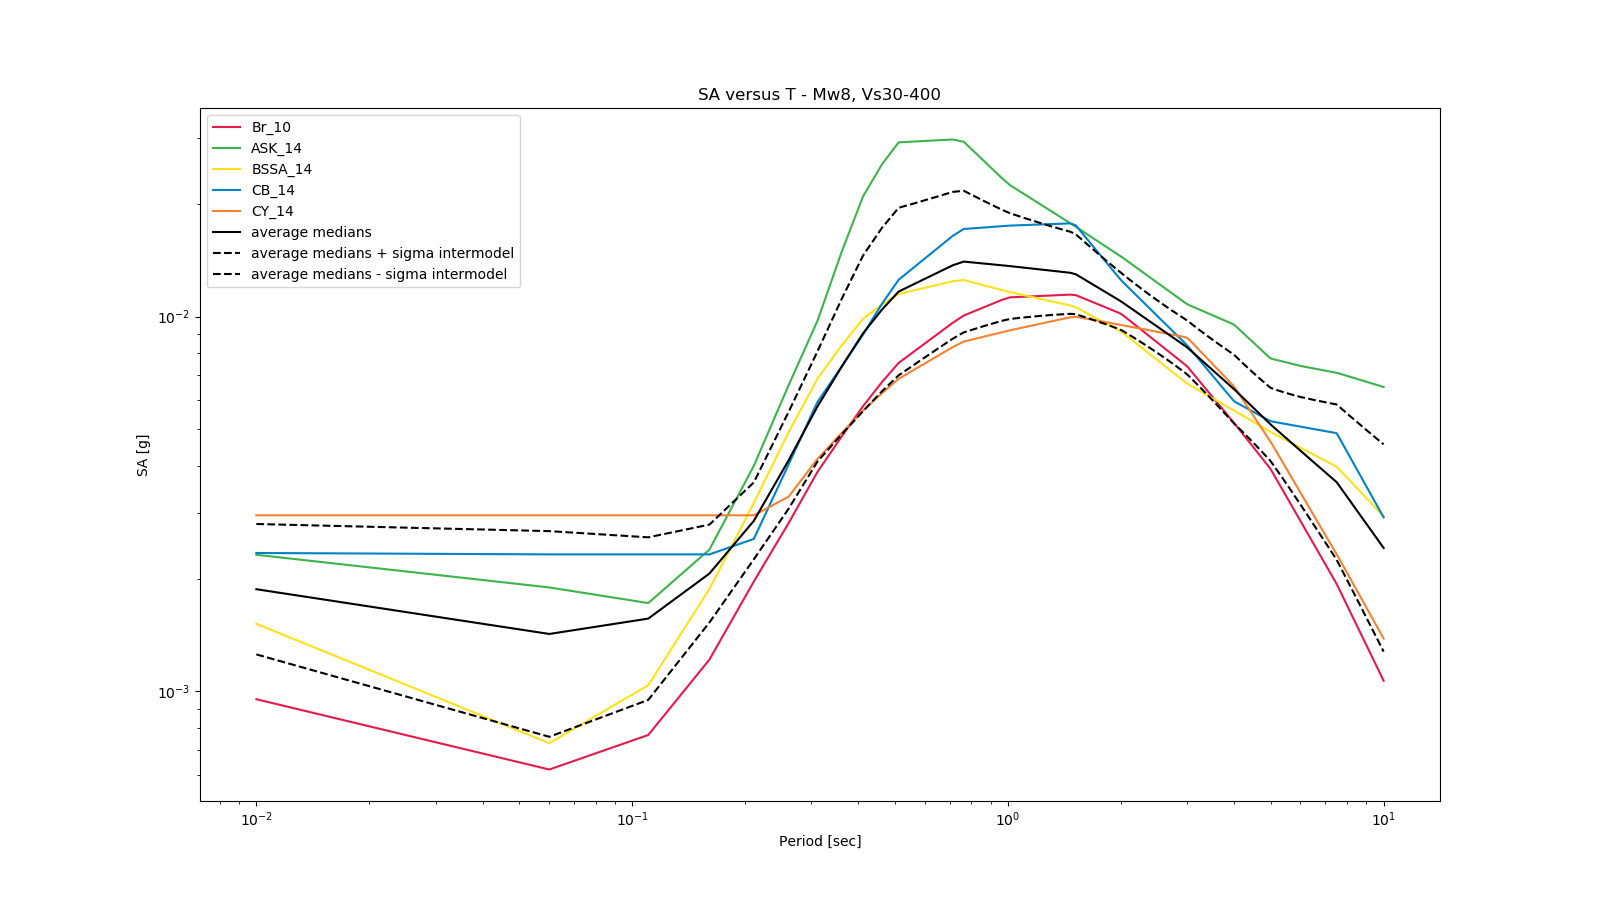 SA versus T - Mw8, Vs30-400
Br_10
ASK_14
BSSA_14
CB_14
CY_14
average medians
average medians + sigma intermodel
average medians - sigma intermodel
SA [g]
10⁻²
10⁻³
10⁻² 10⁻¹ 10⁰ 10¹
Period [sec]